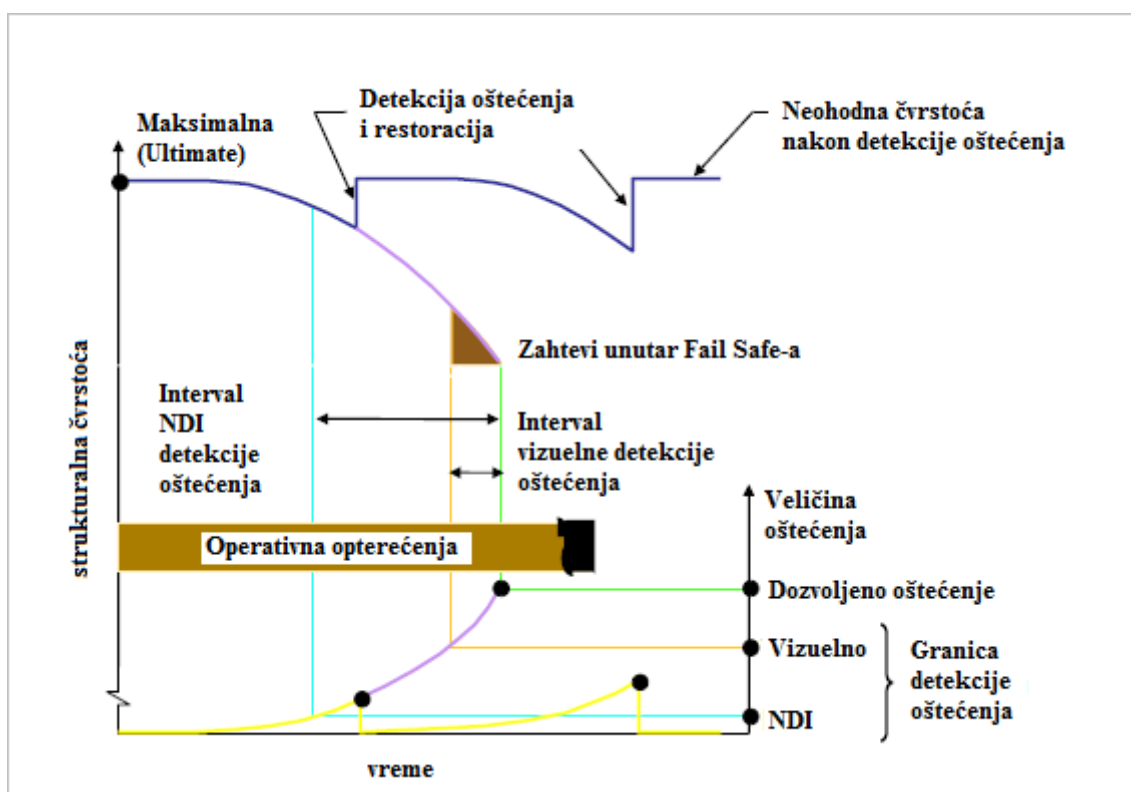 Detekcija oštećenja
i restoracija
Neohodna čvrstoća
nakon detekcije oštećenja
Maksimalna
(Ultimate)
Zahtevi unutar Fail Safe-a
strukturalna čvrstoća
Interval
NDI
detekcije
oštećenja
Interval
vizuelne detekcije
oštećenja
Veličina
oštećenja
Operativna opterećenja
Dozvoljeno oštećenje
Vizuelno
NDI
Granica
detekcije
oštećenja
vreme